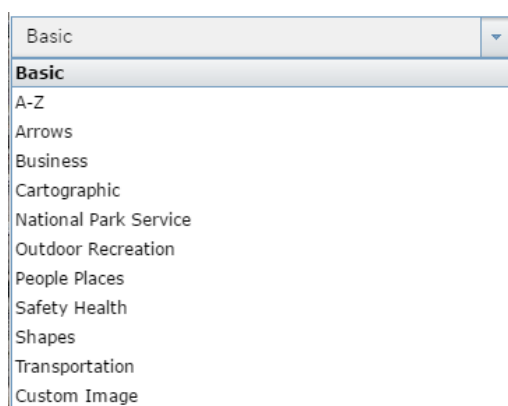 Basic
Basic
A-Z
Arrows
Business
Cartographic
National Park Service
Outdoor Recreation
People Places
Safety Health
Shapes
Transportation
Custom Image